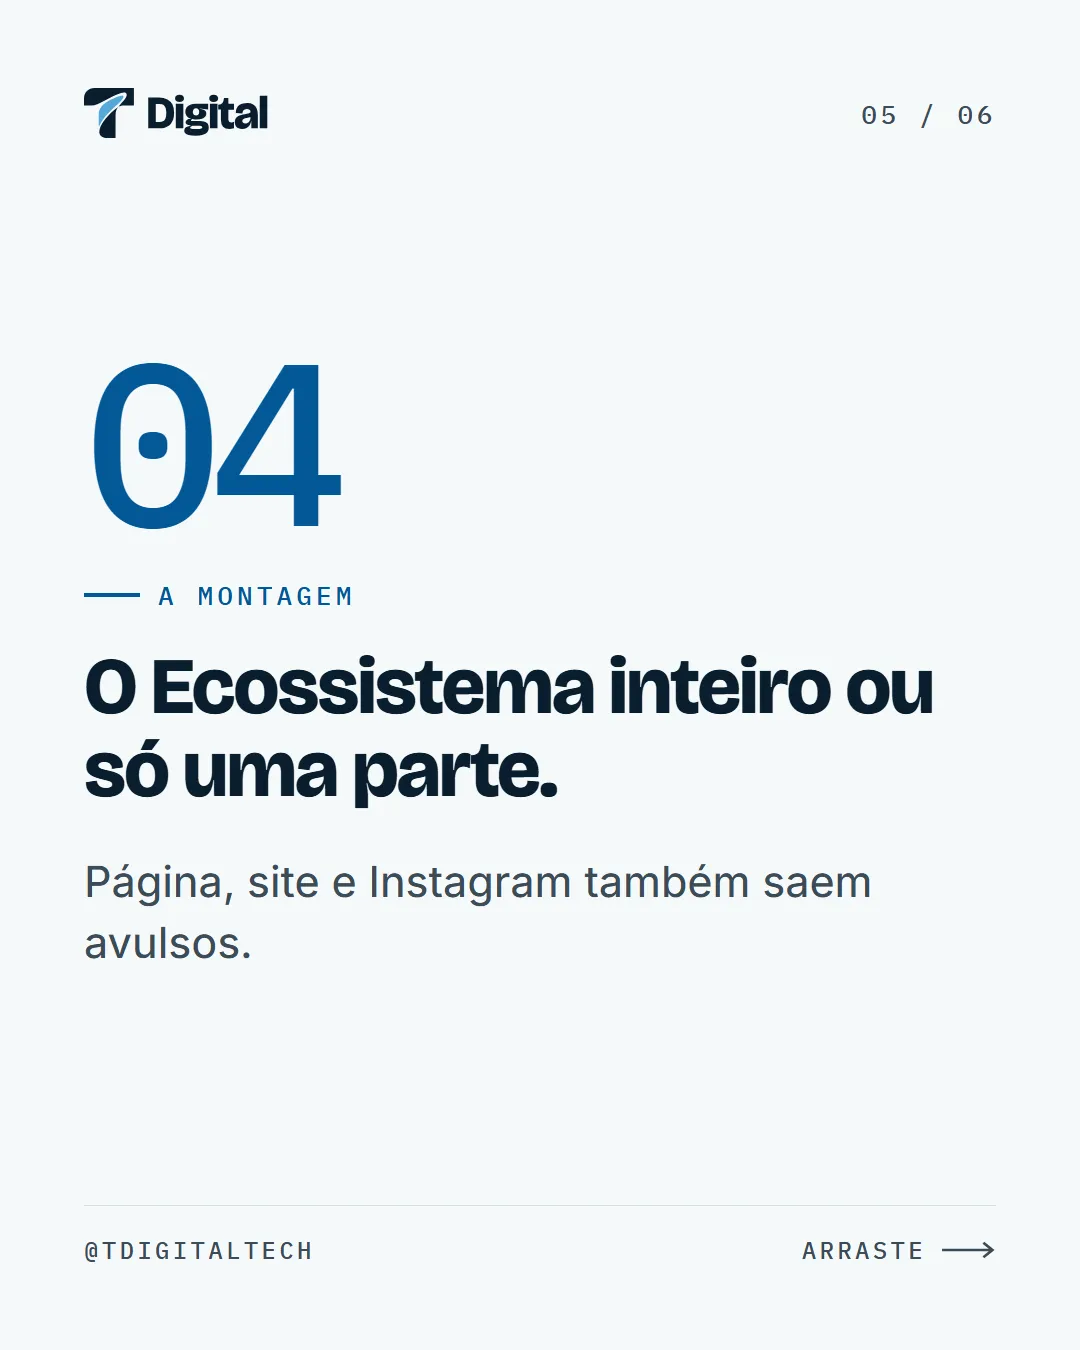 T Digital
05 / 06
04
A MONTAGEM
O Ecossistema inteiro ou
só uma parte.
Página, site e Instagram também saem
avulsos.
@TDIGITALTECH
ARRASTE